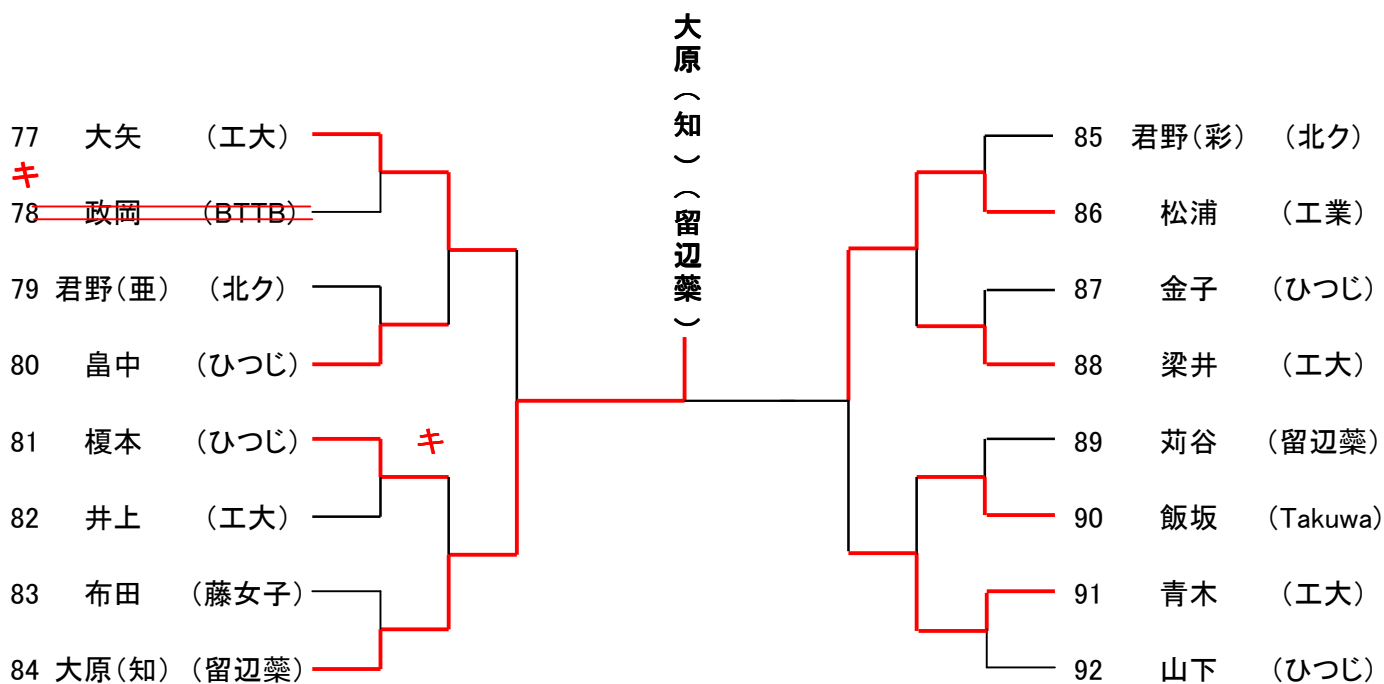 大原（知）（留辺蘂）
77 大矣 （工大）
キ
78 政岡 （BTTB）
79 君野（亜） （北ク）
80 畠中 （ひつじ）
81 榎本 （ひつじ）
キ
82 井上 （工大）
83 布田 （藤女子）
84 大原（知） （留辺蘂）
85 君野（彩） （北ク）
86 松浦 （工業）
87 金子 （ひつじ）
88 梁井 （工大）
89 苅谷 （留辺蘂）
90 飯坂 （Takuwa）
91 青木 （工大）
92 山下 （ひつじ）